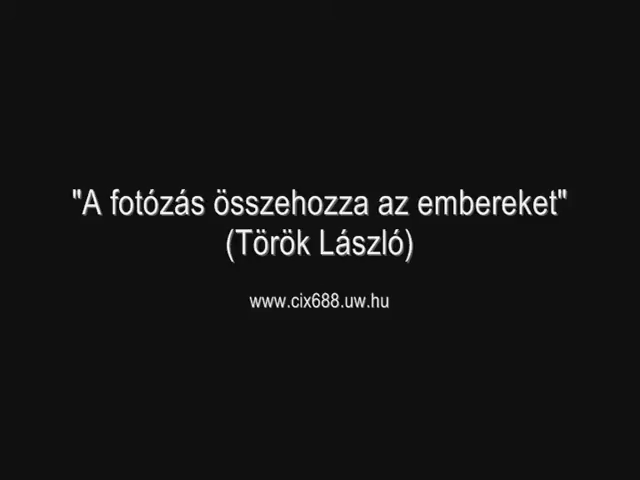 "A fotózás összehozza az embereket"
(Török László)
www.cix688.uw.hu